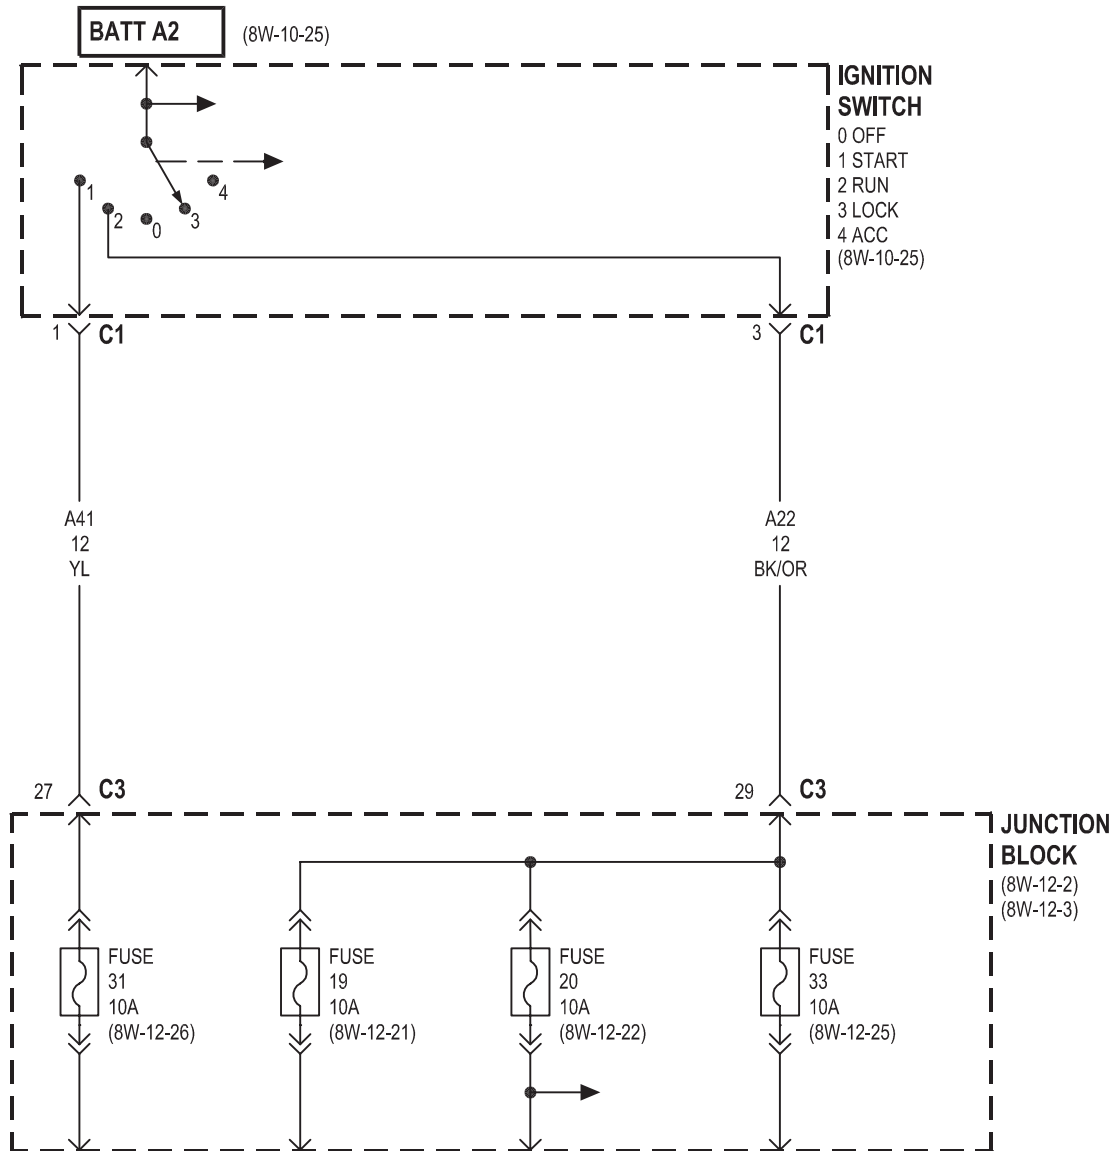 BATT A2 (8W-10-25)
IGNITION
SWITCH
0 OFF
1 START
2 RUN
3 LOCK
4 ACC
(8W-10-25)
1
2
0
3
4
1 C1
3 C1
A41
12
YL
A22
12
BK/OR
27 C3
29 C3
JUNCTION
BLOCK
(8W-12-2)
(8W-12-3)
FUSE
31
10A
(8W-12-26)
FUSE
19
10A
(8W-12-21)
FUSE
20
10A
(8W-12-22)
FUSE
33
10A
(8W-12-25)